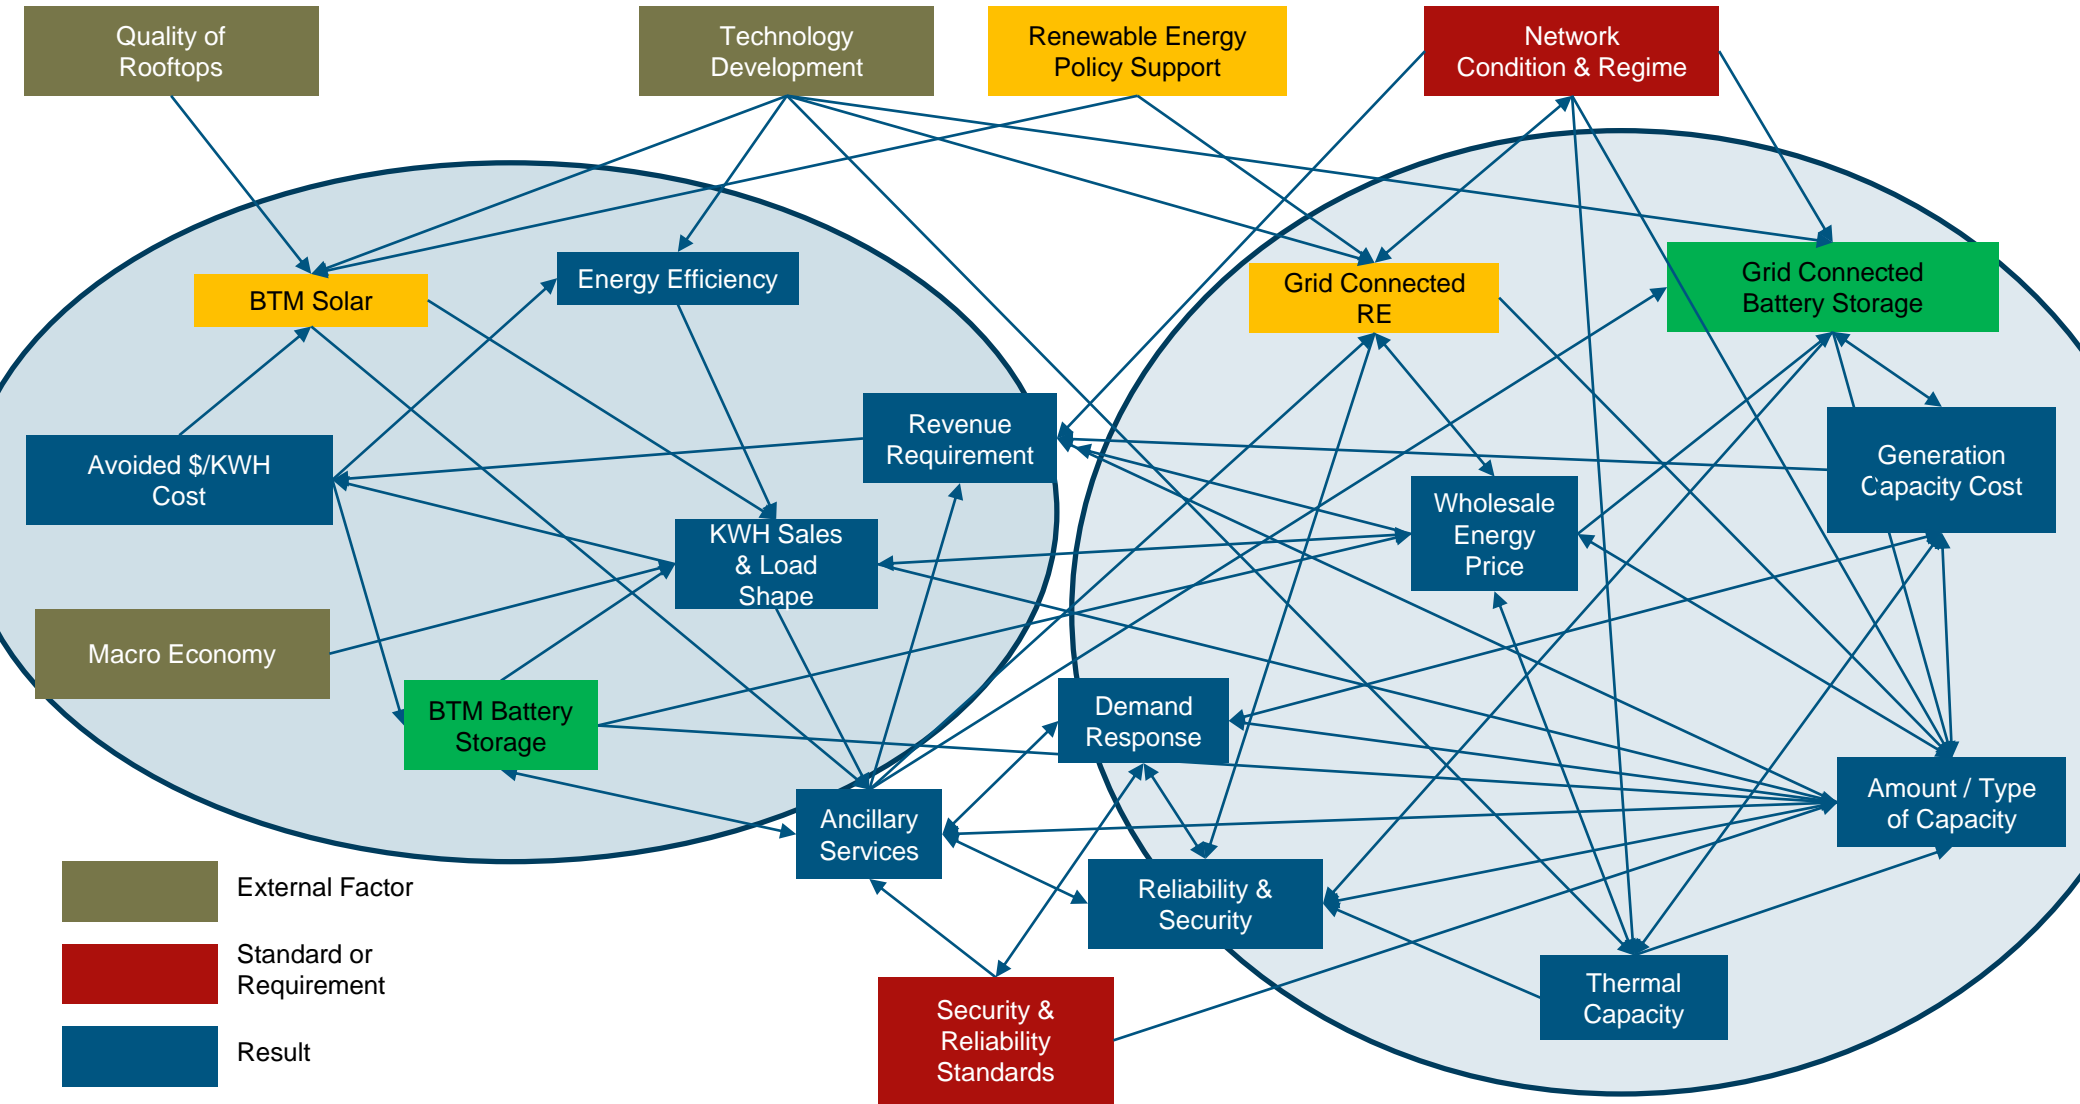 Quality of
Rooftops
Technology
Development
Renewable Energy
Policy Support
Network
Condition & Regime
BTM Solar
Energy Efficiency
Grid Connected
RE
Grid Connected
Battery Storage
Avoided $/KWH
Cost
Revenue
Requirement
Generation
Capacity Cost
Wholesale
Energy
Price
KWH Sales
& Load
Shape
Macro Economy
BTM Battery
Storage
Demand
Response
Ancillary
Services
Amount / Type
of Capacity
Reliability &
Security
Thermal
Capacity
Security &
Reliability
Standards
External Factor
Standard or
Requirement
Result